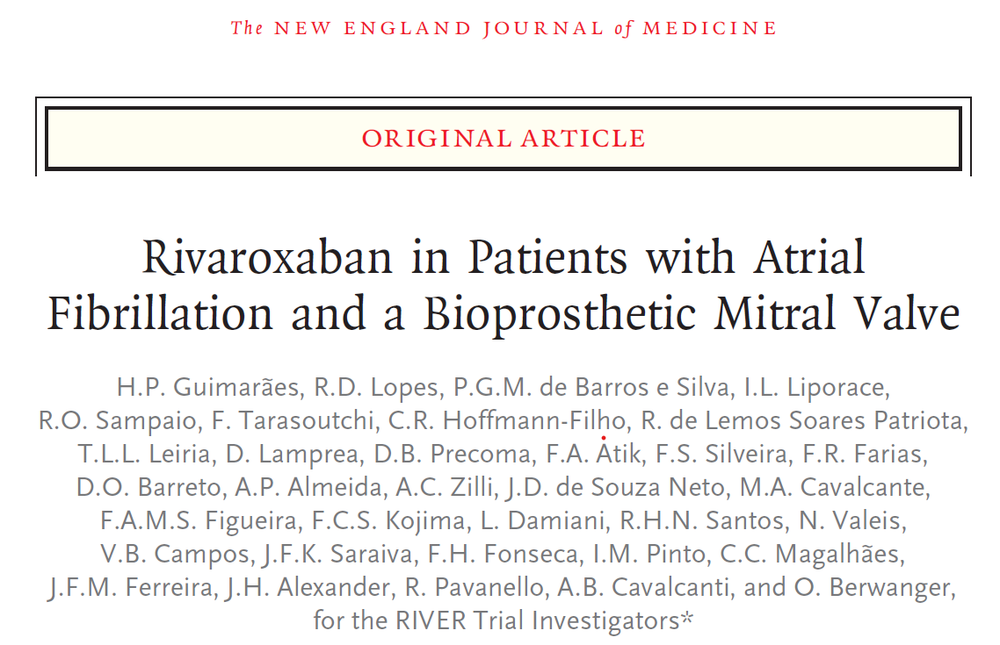 The NEW ENGLAND JOURNAL of MEDICINE
ORIGINAL ARTICLE
Rivaroxaban in Patients with Atrial
Fibrillation and a Bioprosthetic Mitral Valve
H.P. Guimarães, R.D. Lopes, P.G.M. de Barros e Silva, I.L. Liporace,
R.O. Sampaio, F. Tarasoutchi, C.R. Hoffmann-Filho, R. de Lemos Soares Patriota,
T.L.L. Leiria, D. Lamprea, D.B. Precoma, F.A. Atik, F.S. Silveira, F.R. Farias,
D.O. Barreto, A.P. Almeida, A.C. Zilli, J.D. de Souza Neto, M.A. Cavalcante,
F.A.M.S. Figueira, F.C.S. Kojima, L. Damiani, R.H.N. Santos, N. Valeis,
V.B. Campos, J.F.K. Saraiva, F.H. Fonseca, I.M. Pinto, C.C. Magalhães,
J.F.M. Ferreira, J.H. Alexander, R. Pavanello, A.B. Cavalcanti, and O. Berwanger,
for the RIVER Trial Investigators*